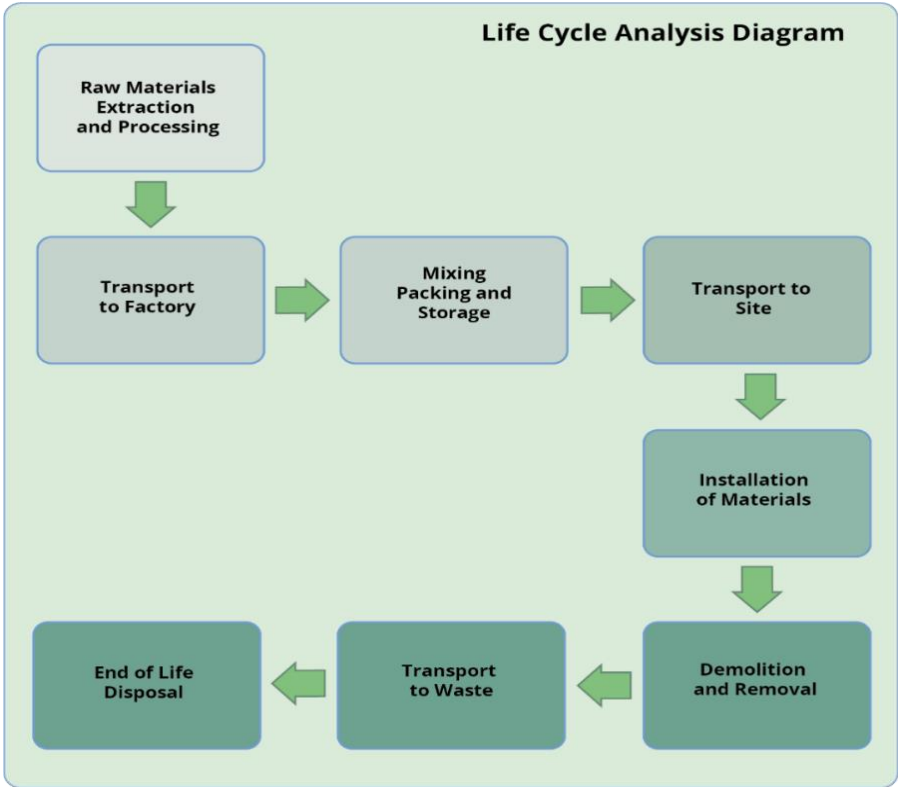 Life Cycle Analysis Diagram
Raw Materials
Extraction
and Processing
Transport
to Factory
Mixing
Packing and
Storage
Transport to
Site
Installation
of Materials
Demolition
and Removal
Transport
to Waste
End of Life
Disposal